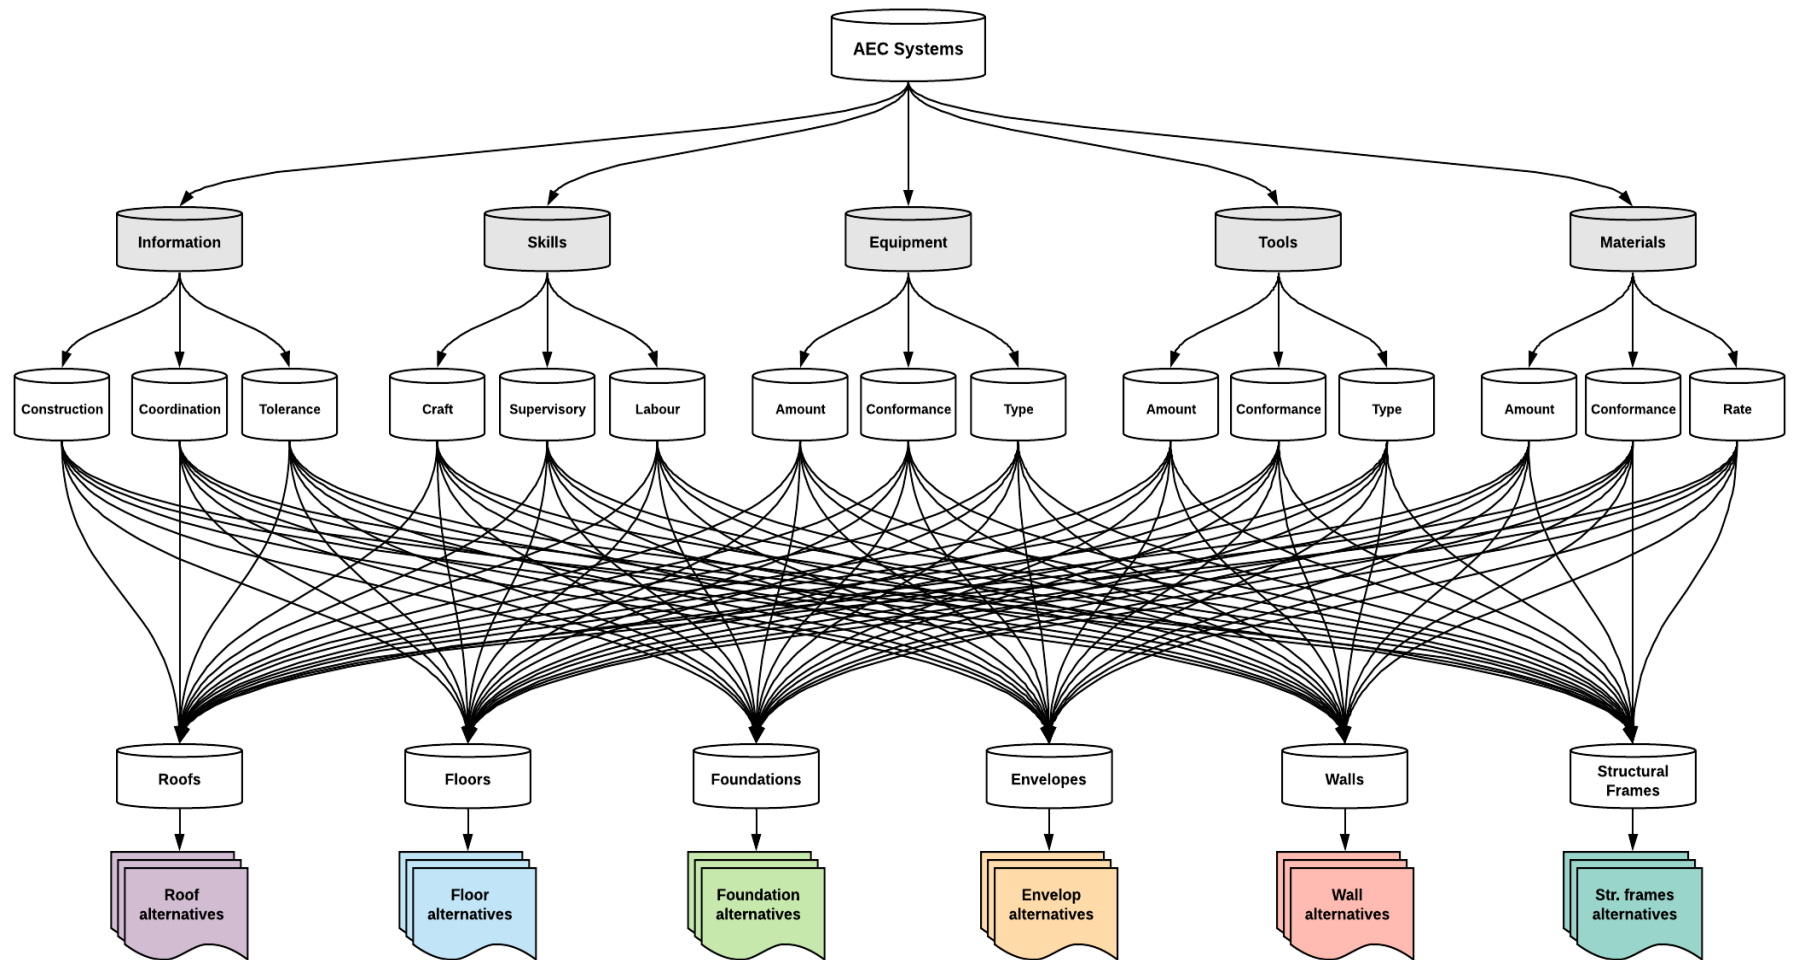 AEC Systems
Information
Skills
Equipment
Tools
Materials
Construction
Coordination
Tolerance
Craft
Supervisory
Labour
Amount
Conformance
Type
Amount
Conformance
Type
Amount
Conformance
Rate
Roofs
Floors
Foundations
Envelopes
Walls
Structural
Frames
Roof
alternatives
Floor
alternatives
Foundation
alternatives
Envelop
alternatives
Wall
alternatives
Str. frames
alternatives